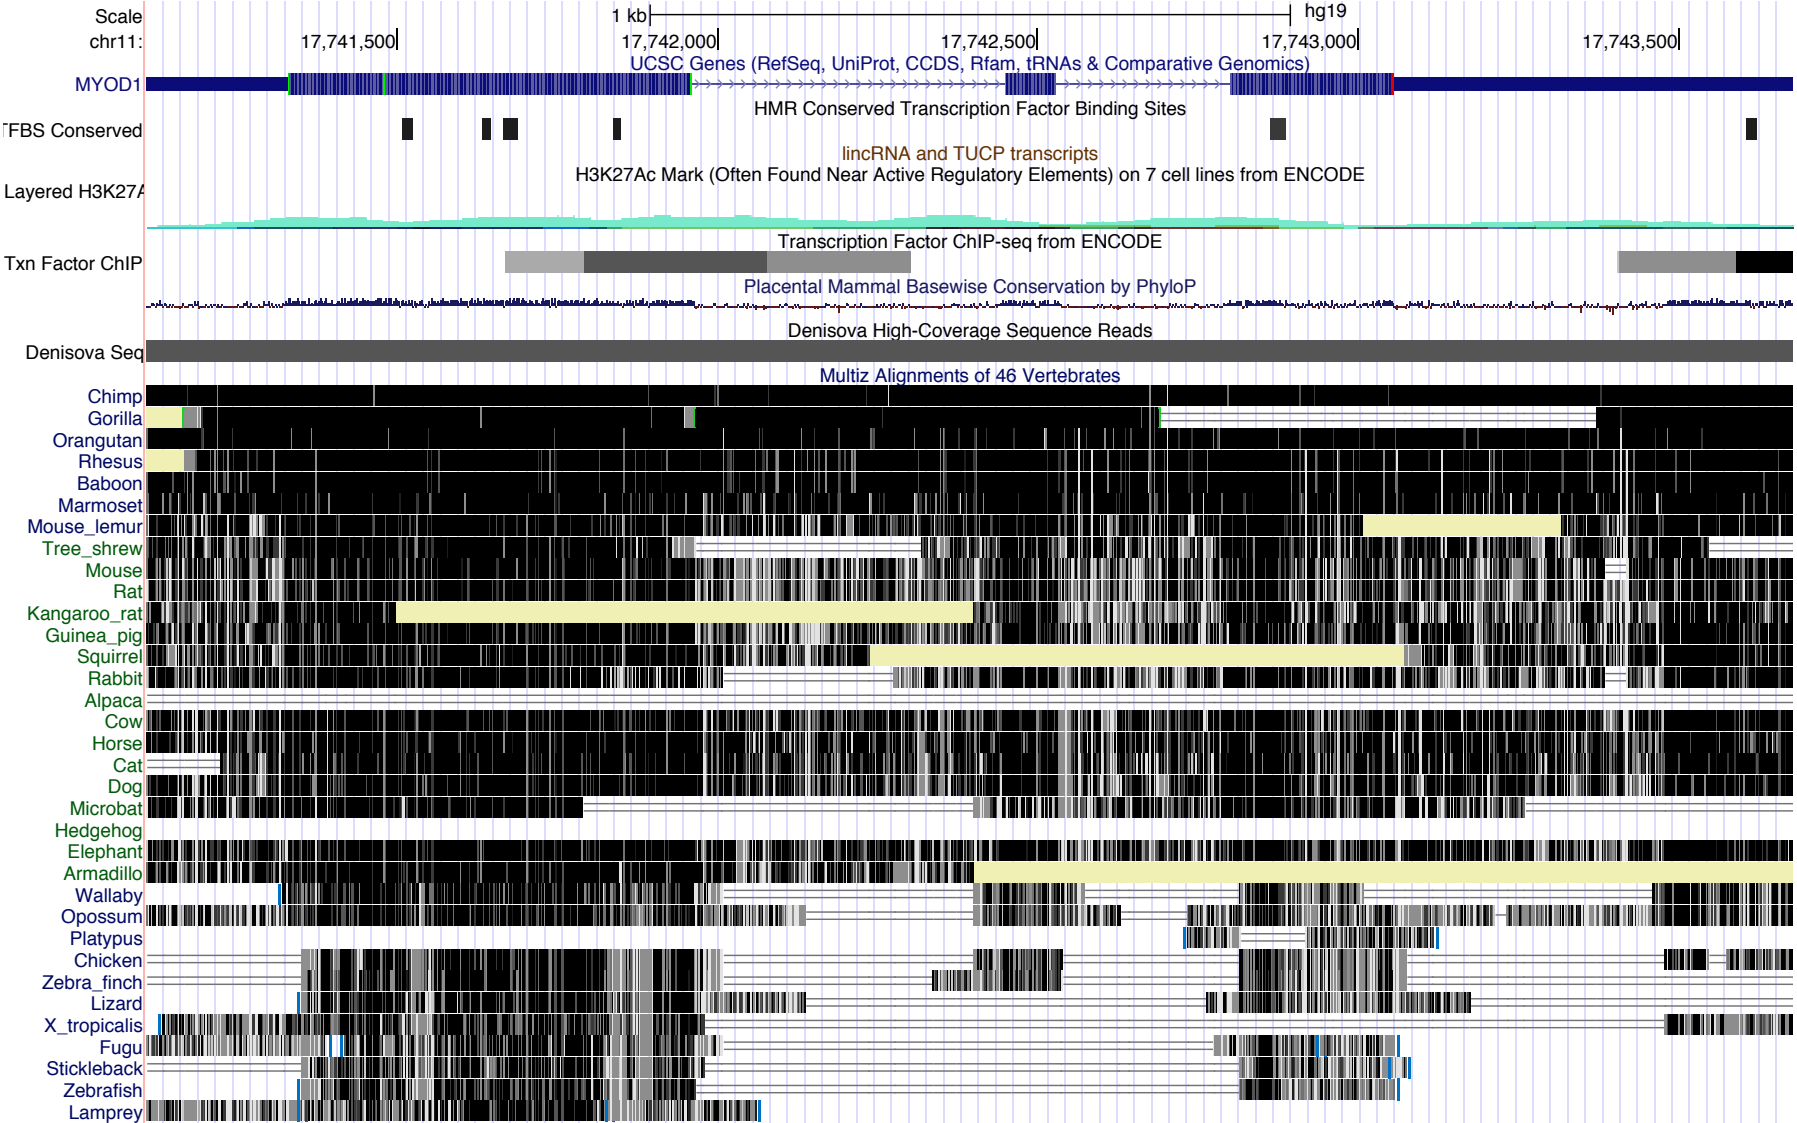 Scale 1 kb hg19
chr11: 17,741,500 17,742,000 17,742,500 17,743,000 17,743,500
UCSC Genes (RefSeq, UniProt, CCDS, Rfam, tRNAs & Comparative Genomics)
MYOD1
HMR Conserved Transcription Factor Binding Sites
TFBS Conserved
lincRNA and TUCP transcripts
H3K27Ac Mark (Often Found Near Active Regulatory Elements) on 7 cell lines from ENCODE
Layered H3K27A
Transcription Factor ChIP-seq from ENCODE
Txn Factor ChIP
Placental Mammal Basewise Conservation by PhyloP
Denisova High-Coverage Sequence Reads
Denisova Seq
Multiz Alignments of 46 Vertebrates
Chimp
Gorilla
Orangutan
Rhesus
Baboon
Marmoset
Mouse_lemur
Tree_shrew
Mouse
Rat
Kangaroo_rat
Guinea_pig
Squirrel
Rabbit
Alpaca
Cow
Horse
Cat
Dog
Microbat
Hedgehog
Elephant
Armadillo
Wallaby
Opossum
Platypus
Chicken
Zebra_finch
Lizard
X_tropicalis
Fugu
Stickleback
Zebrafish
Lamprey